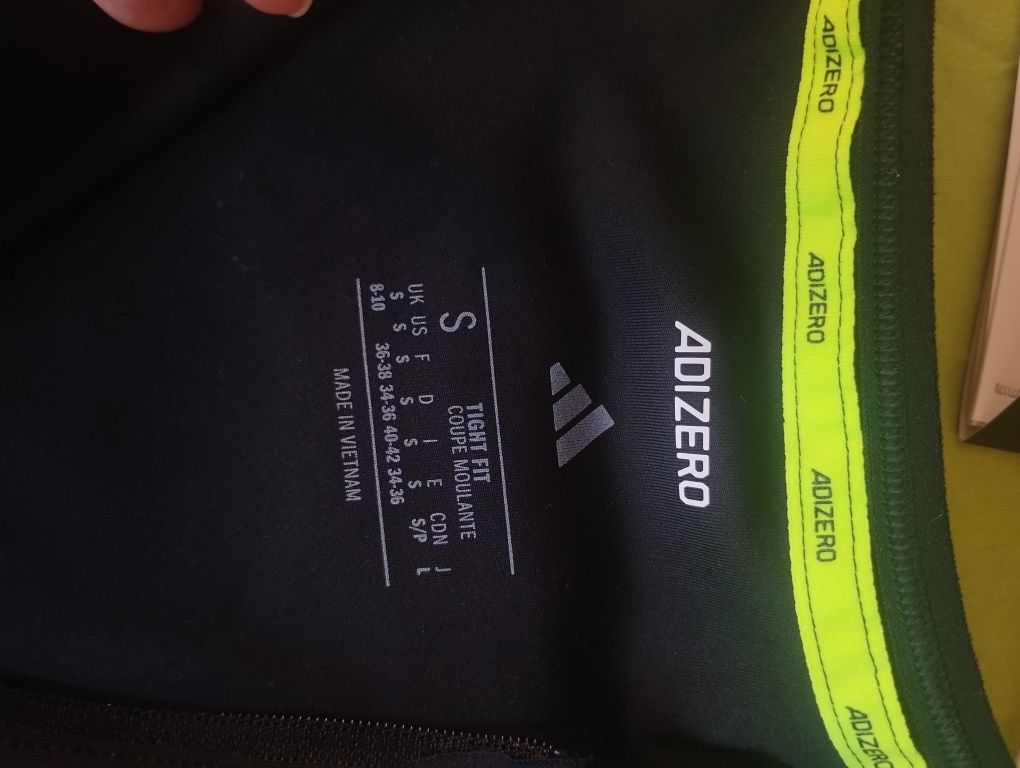 ADIZERO ADIZERO ADIZERO ADIZERO
ADIZERO
S TIGHT FIT
COUPE MOULANTE
UK US F D I E CDN J
S S S S S S S/P L
8-10 36-38 34-36 40-42 34-36
MADE IN VIETNAM